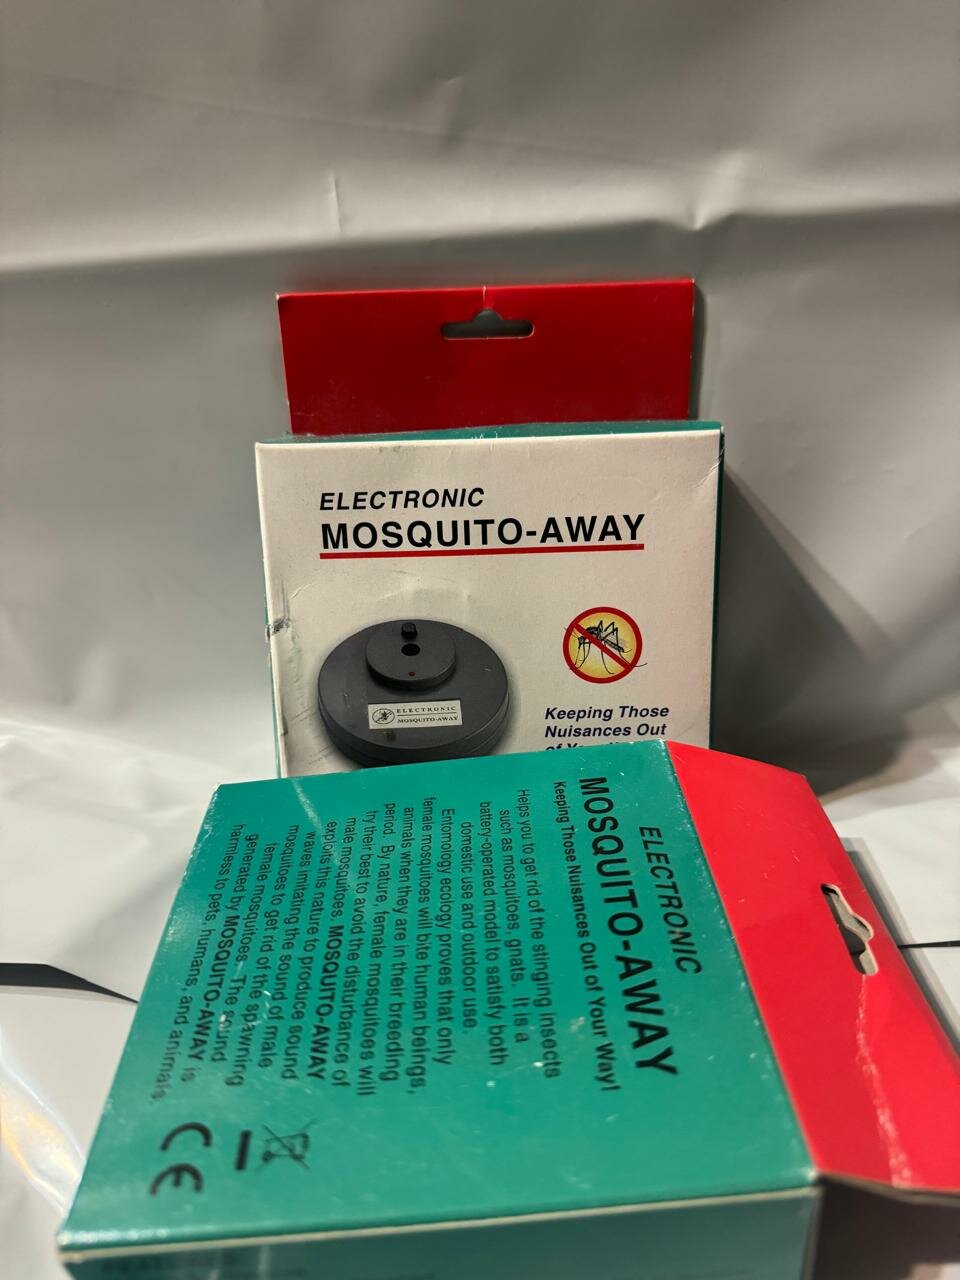 ELECTRONIC
MOSQUITO-AWAY
ELECTRONIC
MOSQUITO-AWAY
Keeping Those
Nuisances Out
of
ELECTRONIC
MOSQUITO-AWAY
Keeping Those Nuisances Out of Your Way!
Helps you to get rid of the stinging insects
such as mosquitoes, gnats. It is a
battery-operated model to satisfy both
domestic use and outdoor use.
Entomology ecology proves that only
female mosquitoes will bite human beings,
animals when they are in their breeding
period. By nature, female mosquitoes will
try their best to avoid the disturbance of
male mosquitoes. MOSQUITO-AWAY
exploits this nature to produce sound
waves imitating the sound of male
mosquitoes to get rid of the spawning
female mosquitoes. The sound
generated by MOSQUITO-AWAY is
harmless to pets, humans, and animals.
CE